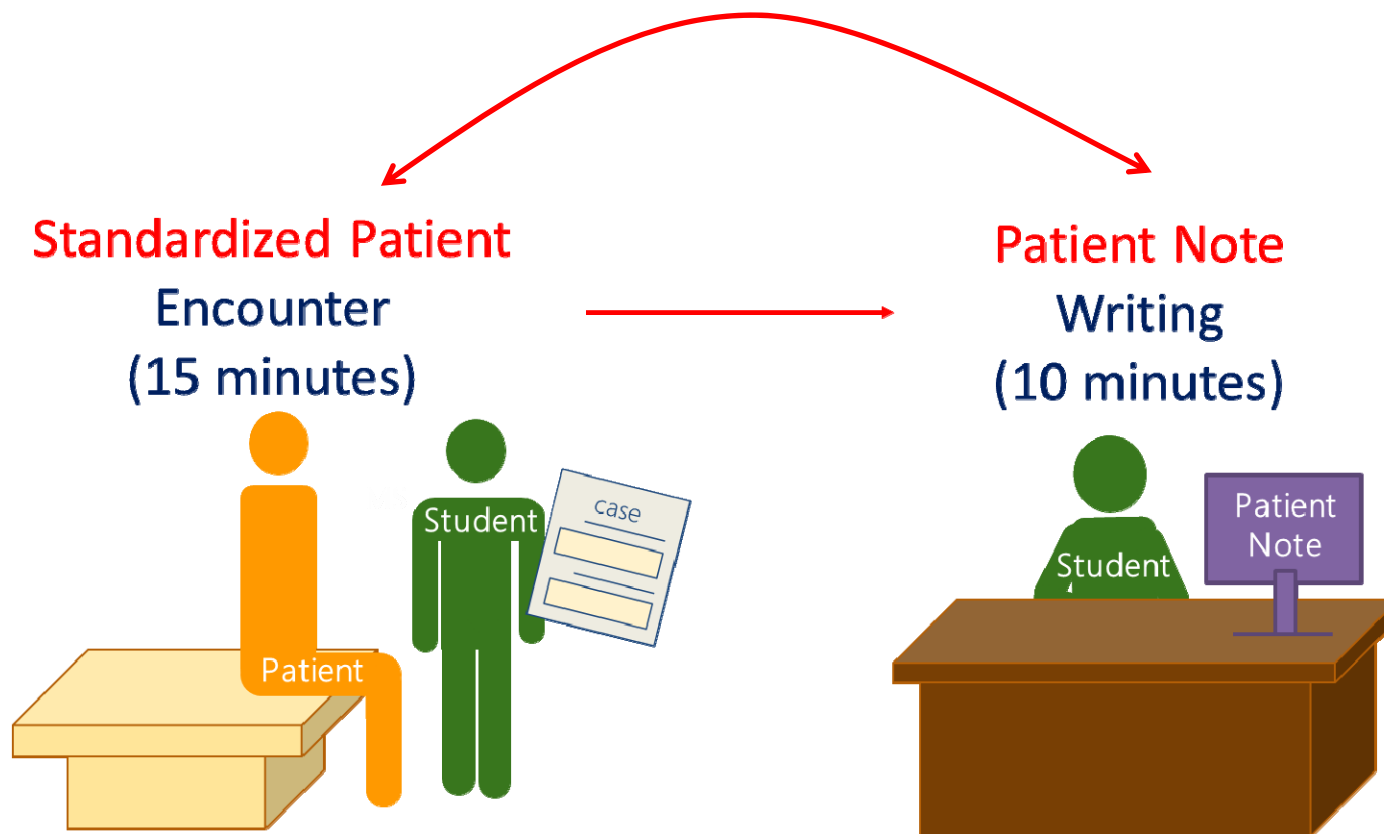 Standardized Patient
Encounter
(15 minutes)
Patient Note
Writing
(10 minutes)
Patient
Student
case
Student
Patient
Note